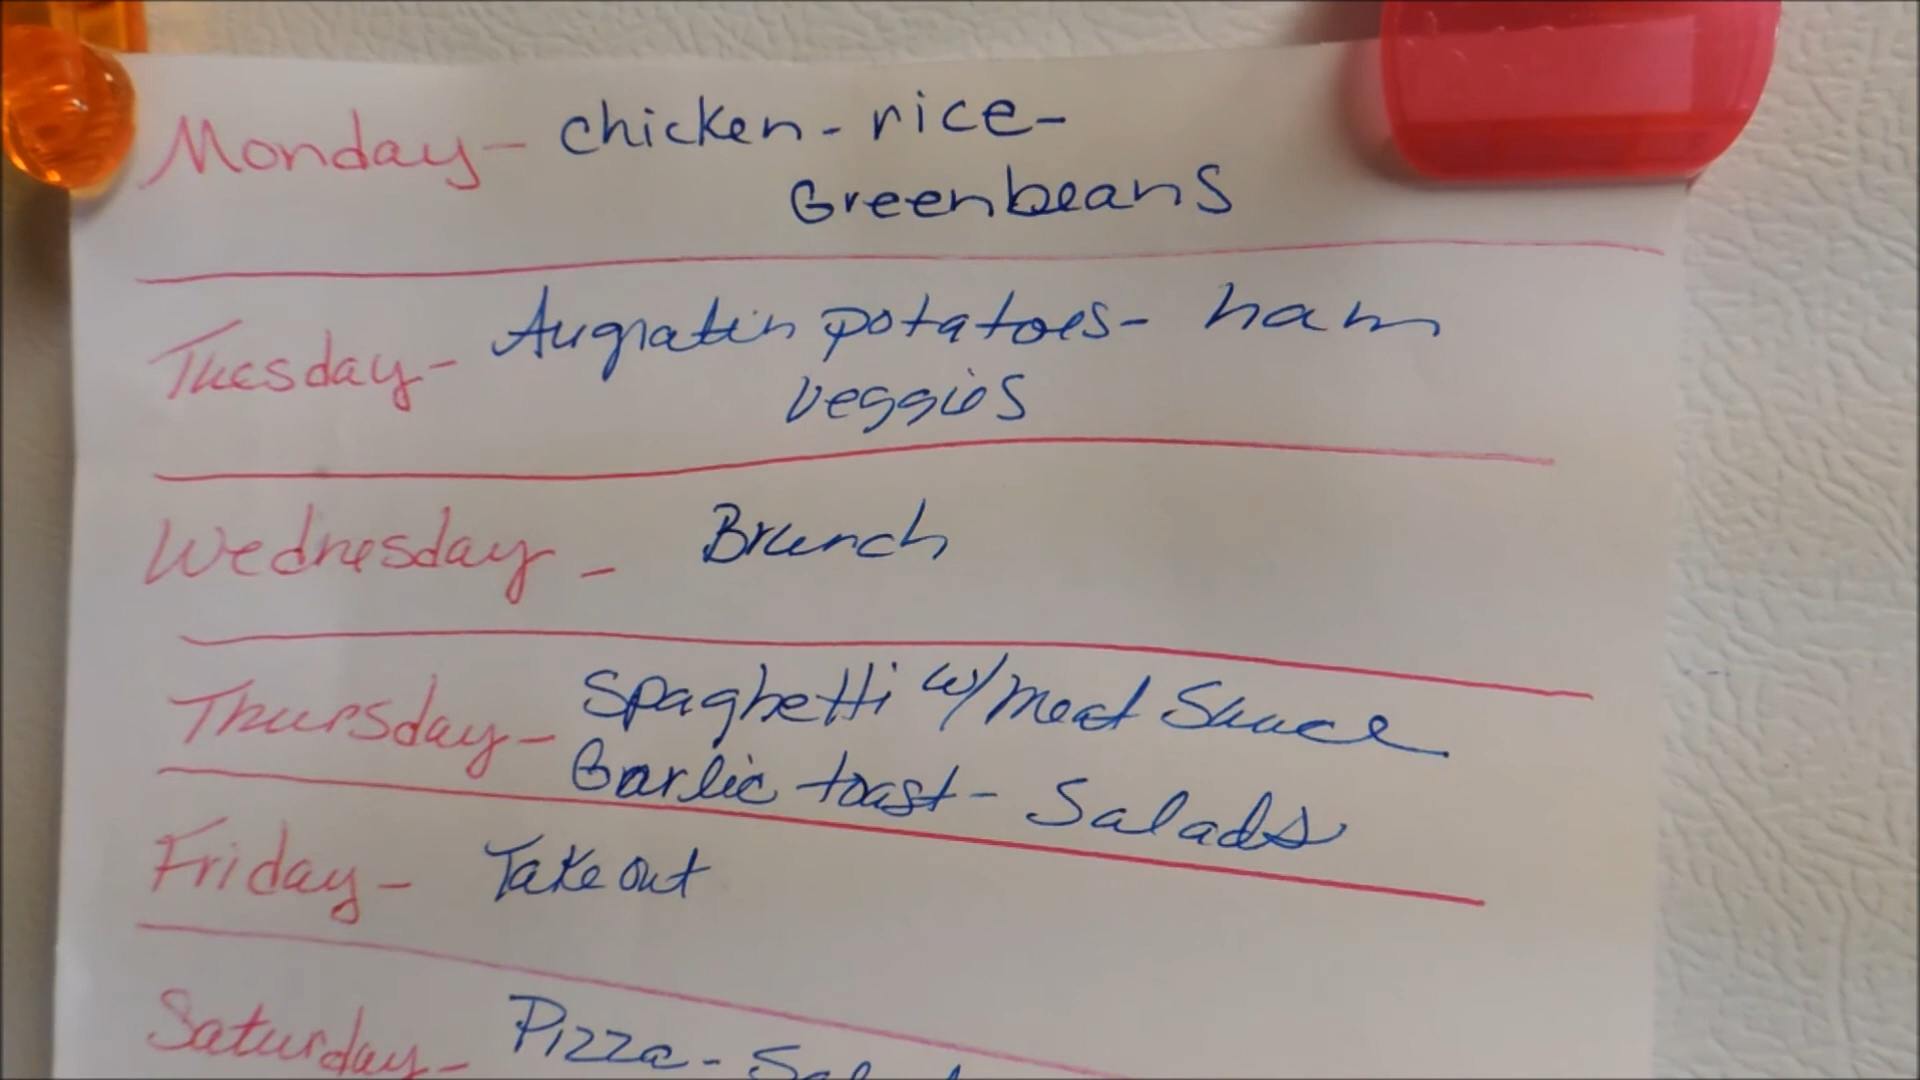 Monday - chicken - rice -
Greenbeans
Tuesday - Augratin potatoes - ham
veggies
Wednesday - Brunch
Thursday - Spaghetti w/ meat Sauce
Garlic toast - Salads
Friday - Take out
Saturday - Pizza -